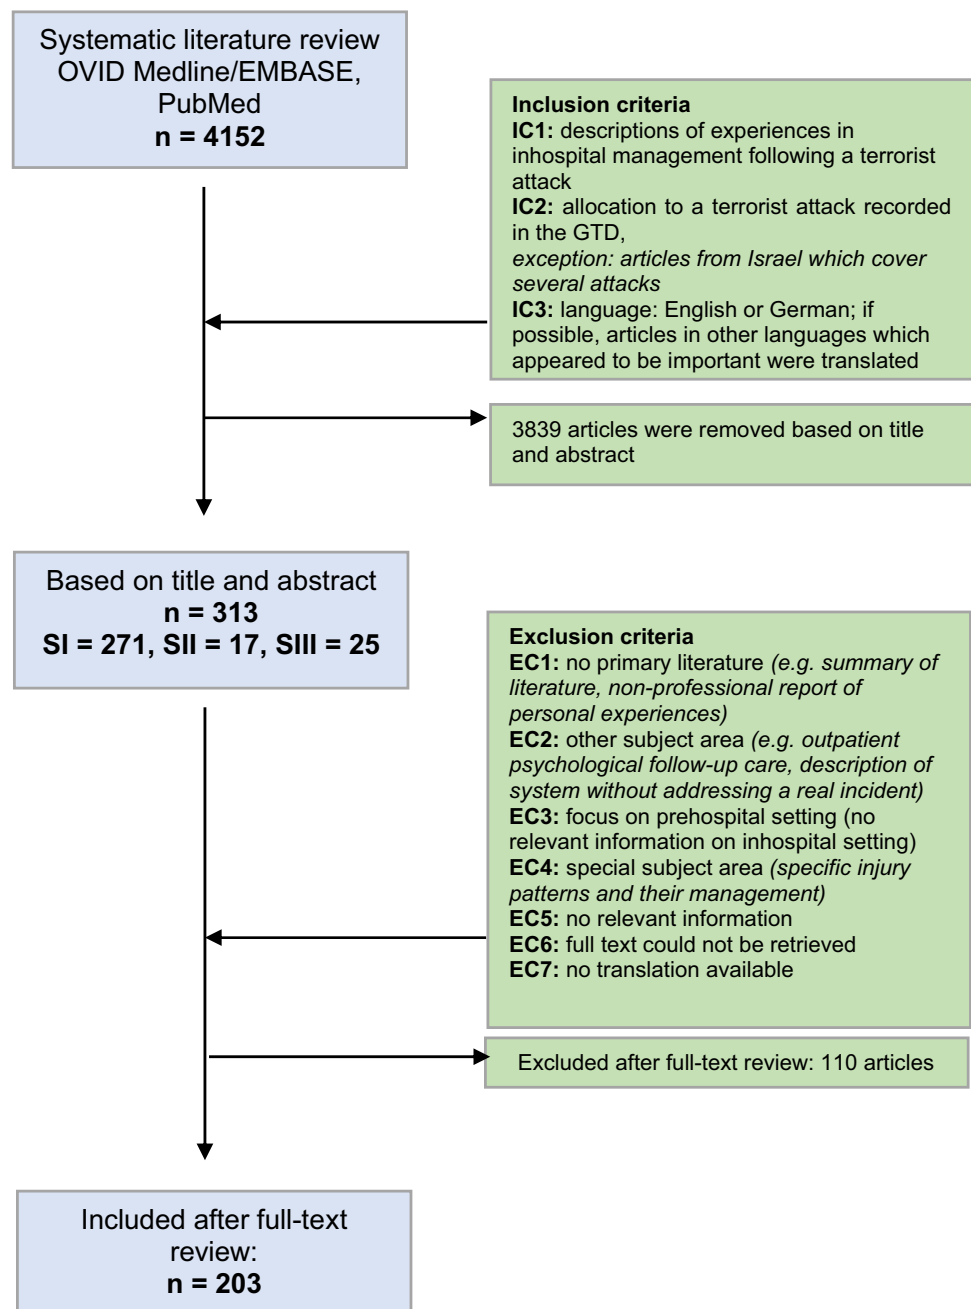 Systematic literature review
OVID Medline/EMBASE,
PubMed
n = 4152
Inclusion criteria
IC1: descriptions of experiences in
inhospital management following a terrorist
attack
IC2: allocation to a terrorist attack recorded
in the GTD,
exception: articles from Israel which cover
several attacks
IC3: language: English or German; if
possible, articles in other languages which
appeared to be important were translated
3839 articles were removed based on title
and abstract
Based on title and abstract
n = 313
SI = 271, SII = 17, SIII = 25
Exclusion criteria
EC1: no primary literature (e.g. summary of
literature, non-professional report of
personal experiences)
EC2: other subject area (e.g. outpatient
psychological follow-up care, description of
system without addressing a real incident)
EC3: focus on prehospital setting (no
relevant information on inhospital setting)
EC4: special subject area (specific injury
patterns and their management)
EC5: no relevant information
EC6: full text could not be retrieved
EC7: no translation available
Excluded after full-text review: 110 articles
Included after full-text
review:
n = 203